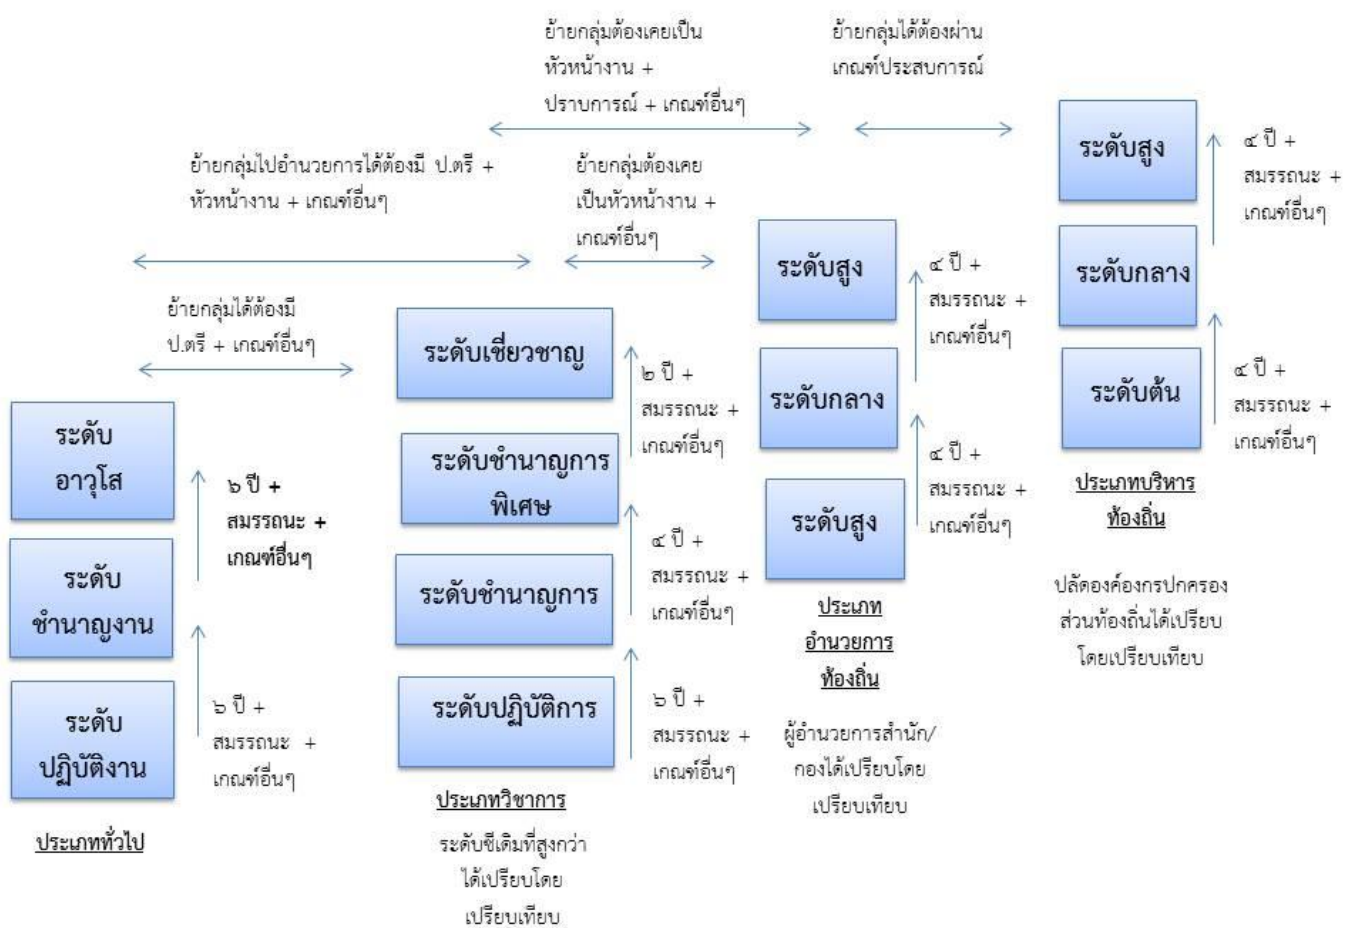 ย้ายกลุ่มต้องเคยเป็น
หัวหน้างาน +
ปราบการณ์ + เกณฑ์อื่นๆ
ย้ายกลุ่มได้ต้องผ่าน
เกณฑ์ประสบการณ์
ย้ายกลุ่มไปอำนวยการได้ต้องมี ป.ตรี +
หัวหน้างาน + เกณฑ์อื่นๆ
ย้ายกลุ่มต้องเคย
เป็นหัวหน้างาน +
เกณฑ์อื่นๆ
ย้ายกลุ่มได้ต้องมี
ป.ตรี + เกณฑ์อื่นๆ
ระดับ
อาวุโส
๖ ปี +
สมรรถนะ +
เกณฑ์อื่นๆ
ระดับ
ชำนาญงาน
๖ ปี +
สมรรถนะ +
เกณฑ์อื่นๆ
ระดับ
ปฏิบัติงาน
ประเภททั่วไป
ระดับเชี่ยวชาญ
๒ ปี +
สมรรถนะ +
เกณฑ์อื่นๆ
ระดับชำนาญการ
พิเศษ
๔ ปี +
สมรรถนะ +
เกณฑ์อื่นๆ
ระดับชำนาญการ
๖ ปี +
สมรรถนะ +
เกณฑ์อื่นๆ
ระดับปฏิบัติการ
ประเภทวิชาการ
ระดับซีเดิมที่สูงกว่า
ได้เปรียบโดย
เปรียบเทียบ
ระดับสูง
๔ ปี +
สมรรถนะ +
เกณฑ์อื่นๆ
ระดับกลาง
๔ ปี +
สมรรถนะ +
เกณฑ์อื่นๆ
ระดับสูง
ประเภท
อำนวยการ
ท้องถิ่น
ผู้อำนวยการสำนัก/
กองได้เปรียบโดย
เปรียบเทียบ
ระดับสูง
๔ ปี +
สมรรถนะ +
เกณฑ์อื่นๆ
ระดับกลาง
๔ ปี +
สมรรถนะ +
เกณฑ์อื่นๆ
ระดับต้น
ประเภทบริหาร
ท้องถิ่น
ปลัดองค์องกรปกครอง
ส่วนท้องถิ่นได้เปรียบ
โดยเปรียบเทียบ